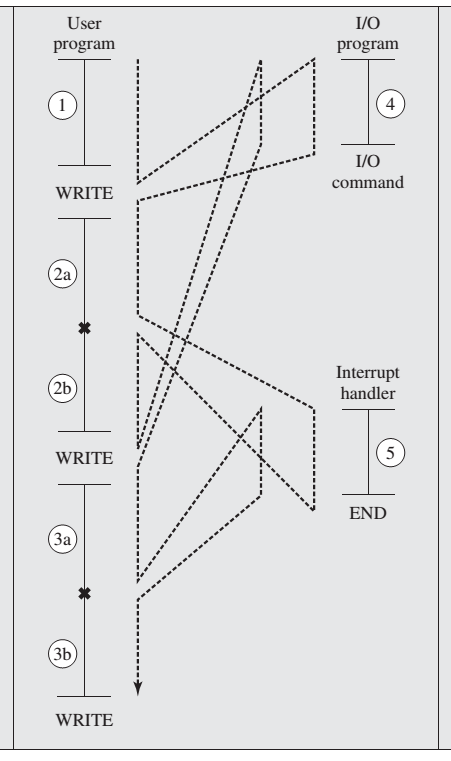 User
program
I/O
program
1
4
I/O
command
WRITE
2a
Interrupt
handler
2b
5
WRITE
END
3a
3b
WRITE